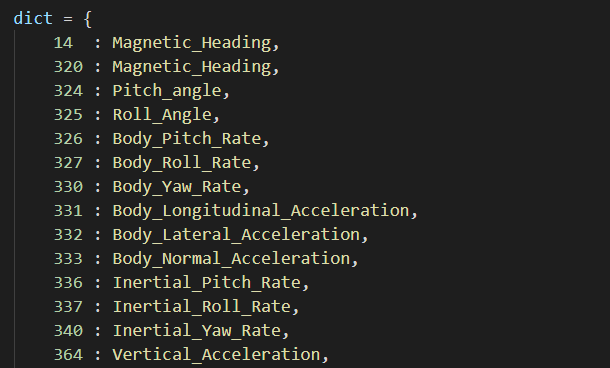 dict = {
14 : Magnetic_Heading,
320 : Magnetic_Heading,
324 : Pitch_angle,
325 : Roll_Angle,
326 : Body_Pitch_Rate,
327 : Body_Roll_Rate,
330 : Body_Yaw_Rate,
331 : Body_Longitudinal_Acceleration,
332 : Body_Lateral_Acceleration,
333 : Body_Normal_Acceleration,
336 : Inertial_Pitch_Rate,
337 : Inertial_Roll_Rate,
340 : Inertial_Yaw_Rate,
364 : Vertical_Acceleration,